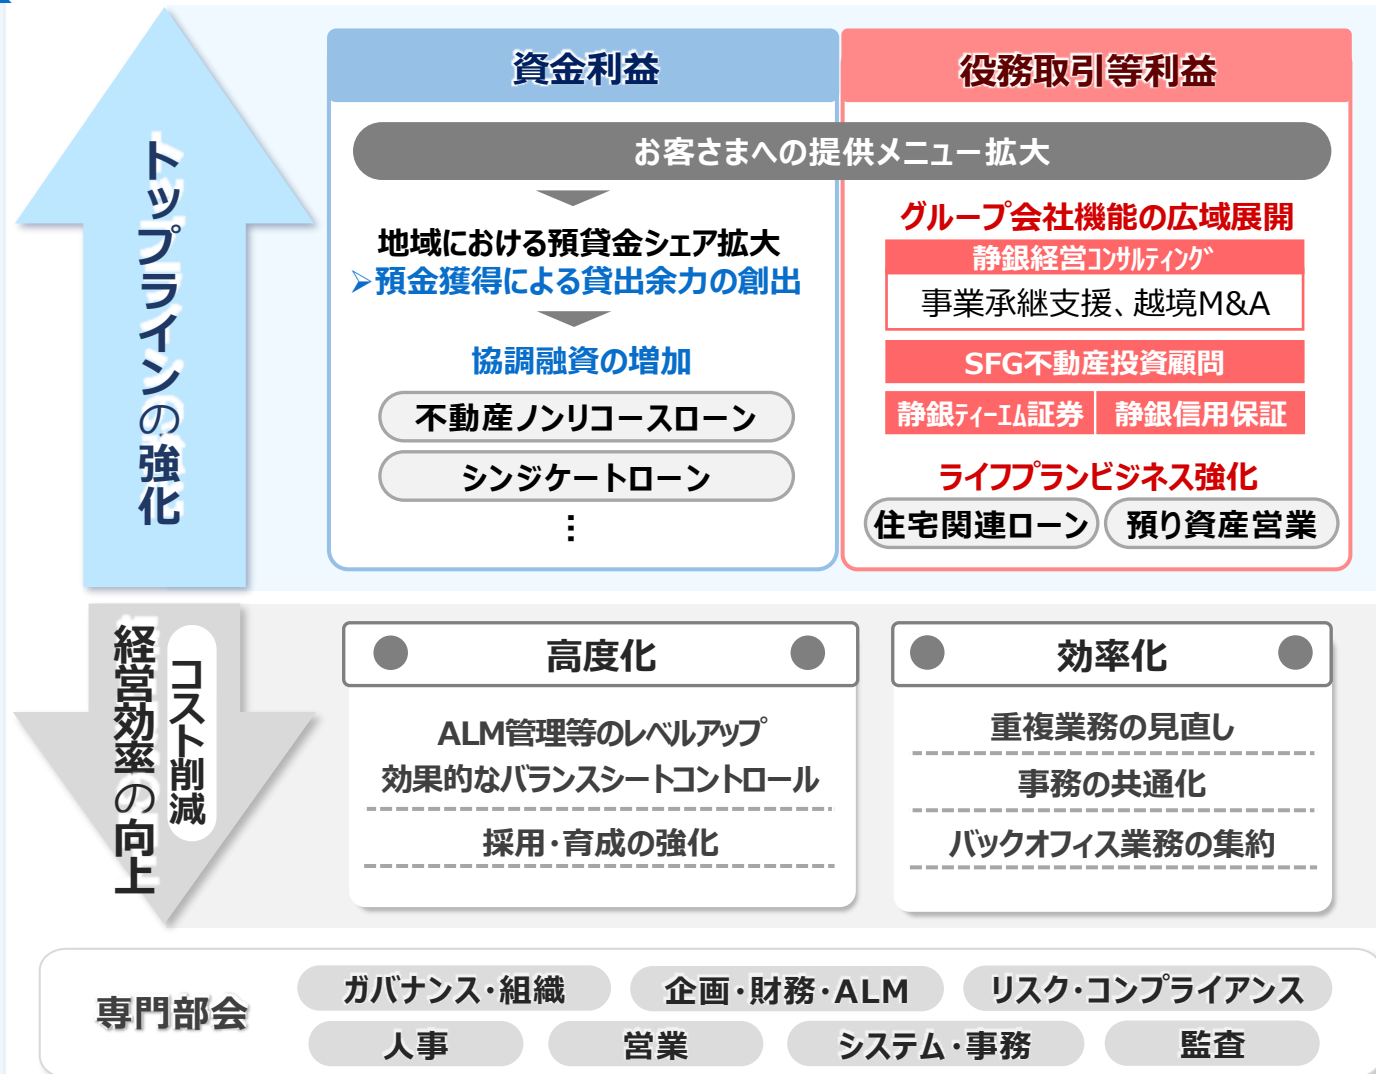 トップラインの強化
資金利益
役務取引等利益
お客さまへの提供メニュー拡大
地域における預貸金シェア拡大
➢預金獲得による貸出余力の創出
協調融資の増加
不動産ノンリコースローン
シンジケートローン
⋮
グループ会社機能の広域展開
静銀経営ｺﾝｻﾙﾃｨﾝｸﾞ
事業承継支援、越境M&A
SFG不動産投資顧問
静銀ﾃｨｰｴﾑ証券
静銀信用保証
ライフプランビジネス強化
住宅関連ローン
預り資産営業
経営効率の向上
コスト削減
高度化
ALM管理等のレベルアップ
効果的なバランスシートコントロール
採用・育成の強化
効率化
重複業務の見直し
事務の共通化
バックオフィス業務の集約
専門部会
ガバナンス・組織
企画・財務・ALM
リスク・コンプライアンス
人事
営業
システム・事務
監査